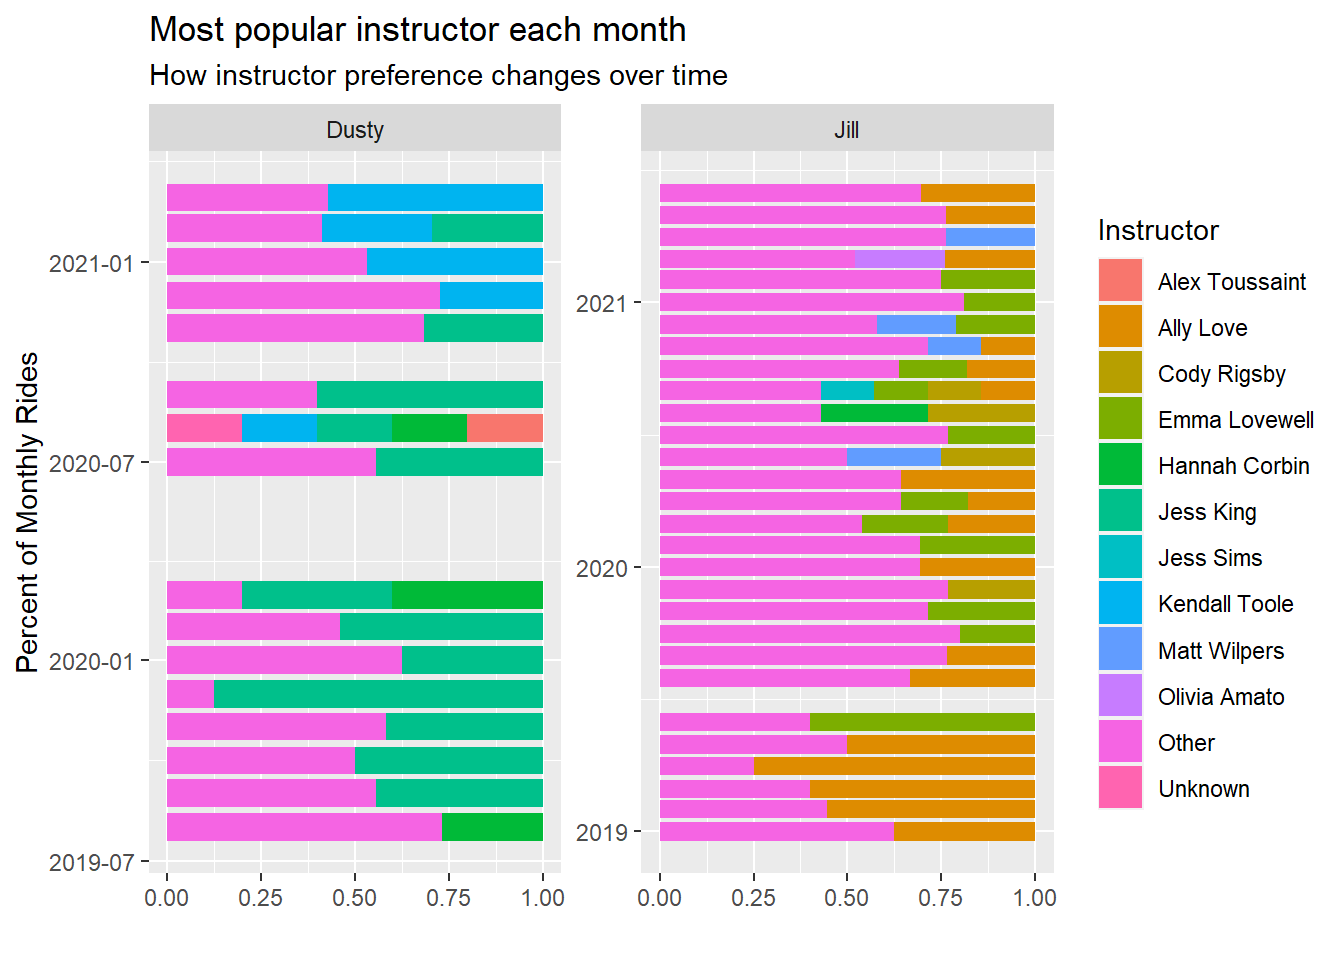 Most popular instructor each month
How instructor preference changes over time
Dusty
Jill
Percent of Monthly Rides
2021-01
2020-07
2020-01
2019-07
0.00 0.25 0.50 0.75 1.00
2021
2020
2019
0.00 0.25 0.50 0.75 1.00
Instructor
Alex Toussaint
Ally Love
Cody Rigsby
Emma Lovewell
Hannah Corbin
Jess King
Jess Sims
Kendall Toole
Matt Wilpers
Olivia Amato
Other
Unknown